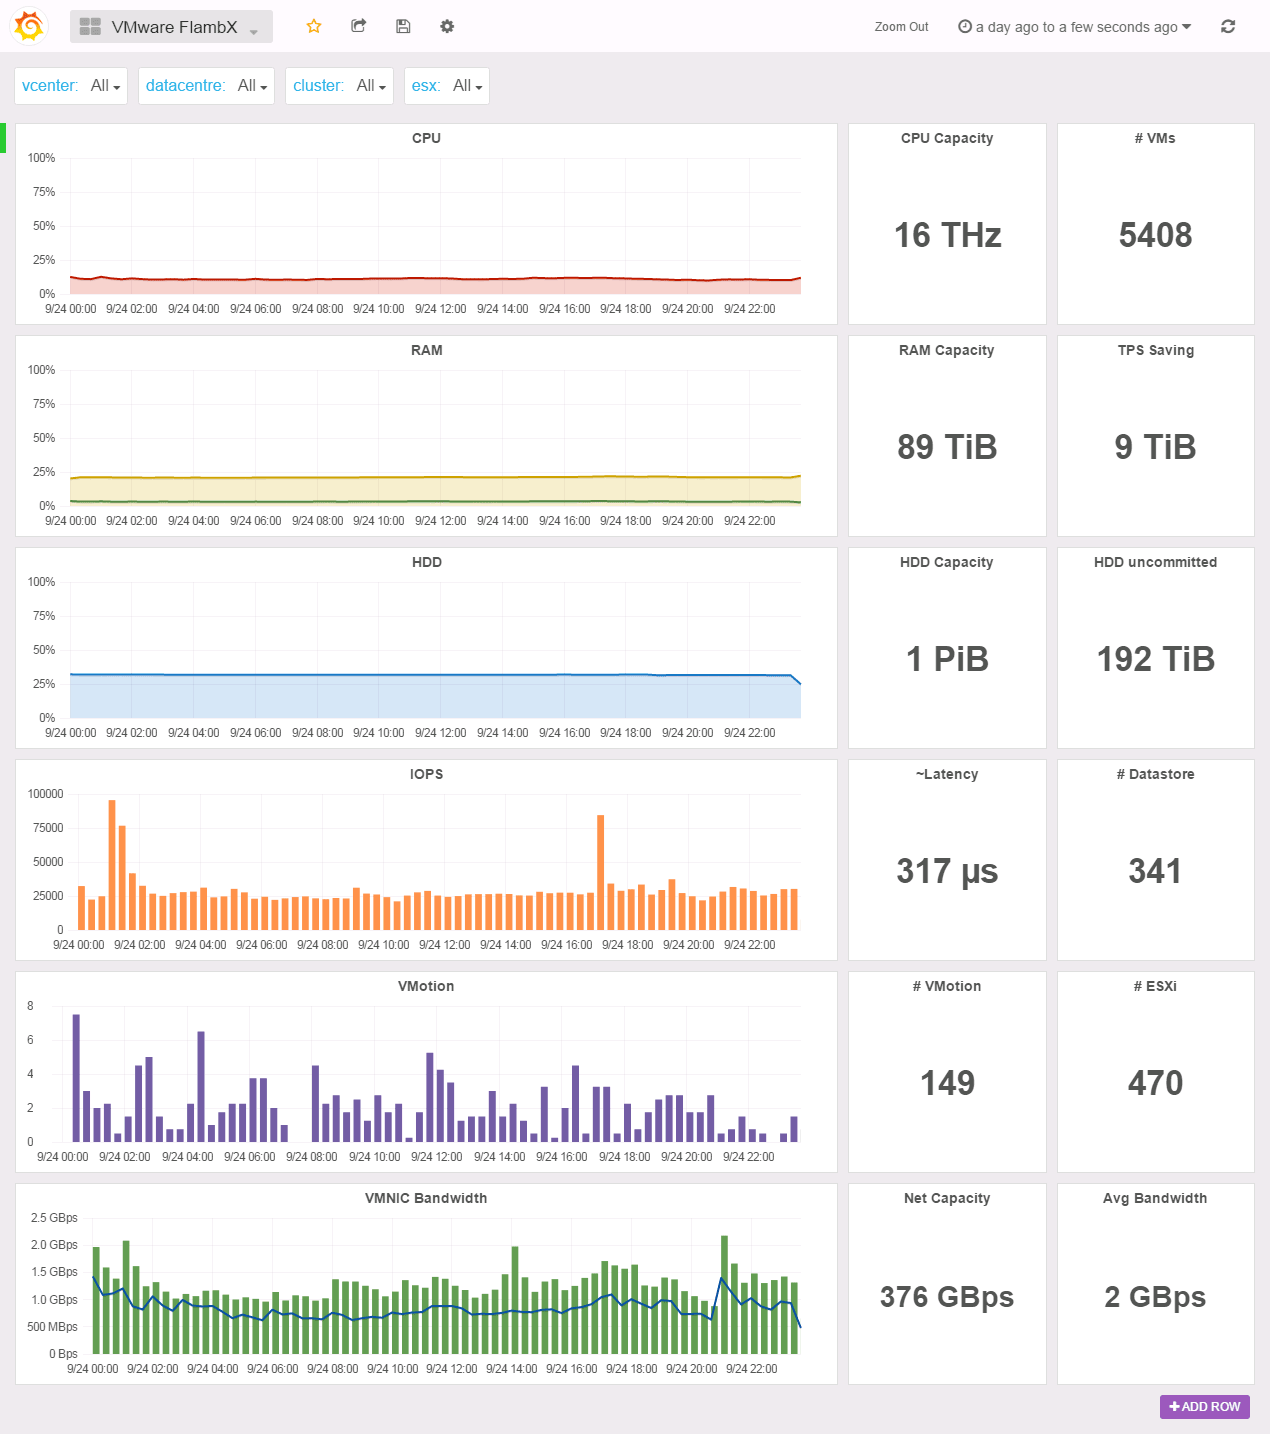 VMware FlambX
Zoom Out
a day ago to a few seconds ago
vcenter: All
datacentre: All
cluster: All
esx: All
CPU
100%
75%
50%
25%
0%
9/24 00:00 9/24 02:00 9/24 04:00 9/24 06:00 9/24 08:00 9/24 10:00 9/24 12:00 9/24 14:00 9/24 16:00 9/24 18:00 9/24 20:00 9/24 22:00
CPU Capacity
16 THz
# VMs
5408
RAM
100%
75%
50%
25%
0%
9/24 00:00 9/24 02:00 9/24 04:00 9/24 06:00 9/24 08:00 9/24 10:00 9/24 12:00 9/24 14:00 9/24 16:00 9/24 18:00 9/24 20:00 9/24 22:00
RAM Capacity
89 TiB
TPS Saving
9 TiB
HDD
100%
75%
50%
25%
0%
9/24 00:00 9/24 02:00 9/24 04:00 9/24 06:00 9/24 08:00 9/24 10:00 9/24 12:00 9/24 14:00 9/24 16:00 9/24 18:00 9/24 20:00 9/24 22:00
HDD Capacity
1 PiB
HDD uncommitted
192 TiB
IOPS
100000
75000
50000
25000
0
9/24 00:00 9/24 02:00 9/24 04:00 9/24 06:00 9/24 08:00 9/24 10:00 9/24 12:00 9/24 14:00 9/24 16:00 9/24 18:00 9/24 20:00 9/24 22:00
~Latency
317 µs
# Datastore
341
VMotion
8
6
4
2
0
9/24 00:00 9/24 02:00 9/24 04:00 9/24 06:00 9/24 08:00 9/24 10:00 9/24 12:00 9/24 14:00 9/24 16:00 9/24 18:00 9/24 20:00 9/24 22:00
# VMotion
149
# ESXi
470
VMNIC Bandwidth
2.5 GBps
2.0 GBps
1.5 GBps
1.0 GBps
500 MBps
0 Bps
9/24 00:00 9/24 02:00 9/24 04:00 9/24 06:00 9/24 08:00 9/24 10:00 9/24 12:00 9/24 14:00 9/24 16:00 9/24 18:00 9/24 20:00 9/24 22:00
Net Capacity
376 GBps
Avg Bandwidth
2 GBps
+ ADD ROW